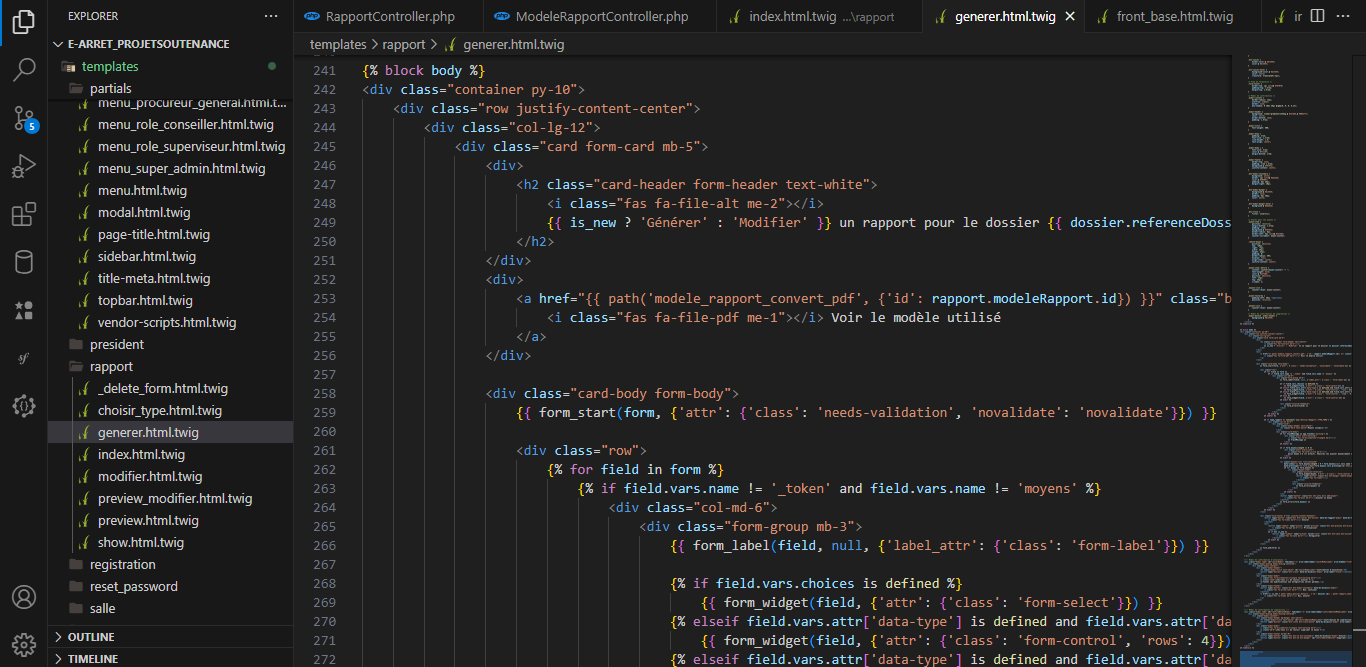 EXPLORER
E-ARRET_PROJETSOUTENANCE
templates
partials
menu_procureur_general.html.t...
menu_role_conseiller.html.twig
menu_role_superviseur.html.twig
menu_super_admin.html.twig
menu.html.twig
modal.html.twig
page-title.html.twig
sidebar.html.twig
title-meta.html.twig
topbar.html.twig
vendor-scripts.html.twig
president
rapport
_delete_form.html.twig
choisir_type.html.twig
generer.html.twig
index.html.twig
modifier.html.twig
preview_modifier.html.twig
preview.html.twig
show.html.twig
registration
reset_password
salle
OUTLINE
TIMELINE
5
sf
RapportController.php
ModeleRapportController.php
index.html.twig ...\rapport
generer.html.twig
front_base.html.twig
ir
templates > rapport > generer.html.twig
241 {% block body %}
242 <div class="container py-10">
243 <div class="row justify-content-center">
244 <div class="col-lg-12">
245 <div class="card form-card mb-5">
246 <div>
247 <h2 class="card-header form-header text-white">
248 <i class="fas fa-file-alt me-2"></i>
249 {{ is_new ? 'Générer' : 'Modifier' }} un rapport pour le dossier {{ dossier.referenceDoss
250 </h2>
251 </div>
252 <div>
253 <a href="{{ path('modele_rapport_convert_pdf', {'id': rapport.modeleRapport.id}) }}" class="b
254 <i class="fas fa-file-pdf me-1"></i> Voir le modèle utilisé
255 </a>
256 </div>
257
258 <div class="card-body form-body">
259 {{ form_start(form, {'attr': {'class': 'needs-validation', 'novalidate': 'novalidate'}}) }}
260
261 <div class="row">
262 {% for field in form %}
263 {% if field.vars.name != '_token' and field.vars.name != 'moyens' %}
264 <div class="col-md-6">
265 <div class="form-group mb-3">
266 {{ form_label(field, null, {'label_attr': {'class': 'form-label'}}) }}
267
268 {% if field.vars.choices is defined %}
269 {{ form_widget(field, {'attr': {'class': 'form-select'}}) }}
270 {% elseif field.vars.attr['data-type'] is defined and field.vars.attr['da
271 {{ form_widget(field, {'attr': {'class': 'form-control', 'rows': 4}})
272 {% elseif field.vars.attr['data-type'] is defined and field.vars.attr['da